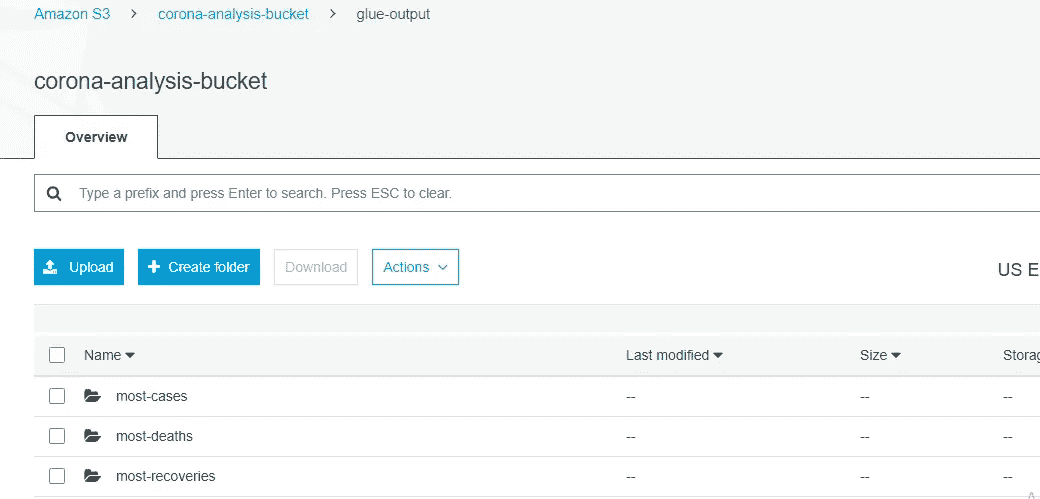 Amazon S3 > corona-analysis-bucket > glue-output
corona-analysis-bucket
Overview
Type a prefix and press Enter to search. Press ESC to clear.
Upload + Create folder Download Actions
US E
Name Last modified Size Storag
most-cases -- -- --
most-deaths -- -- --
most-recoveries -- -- --